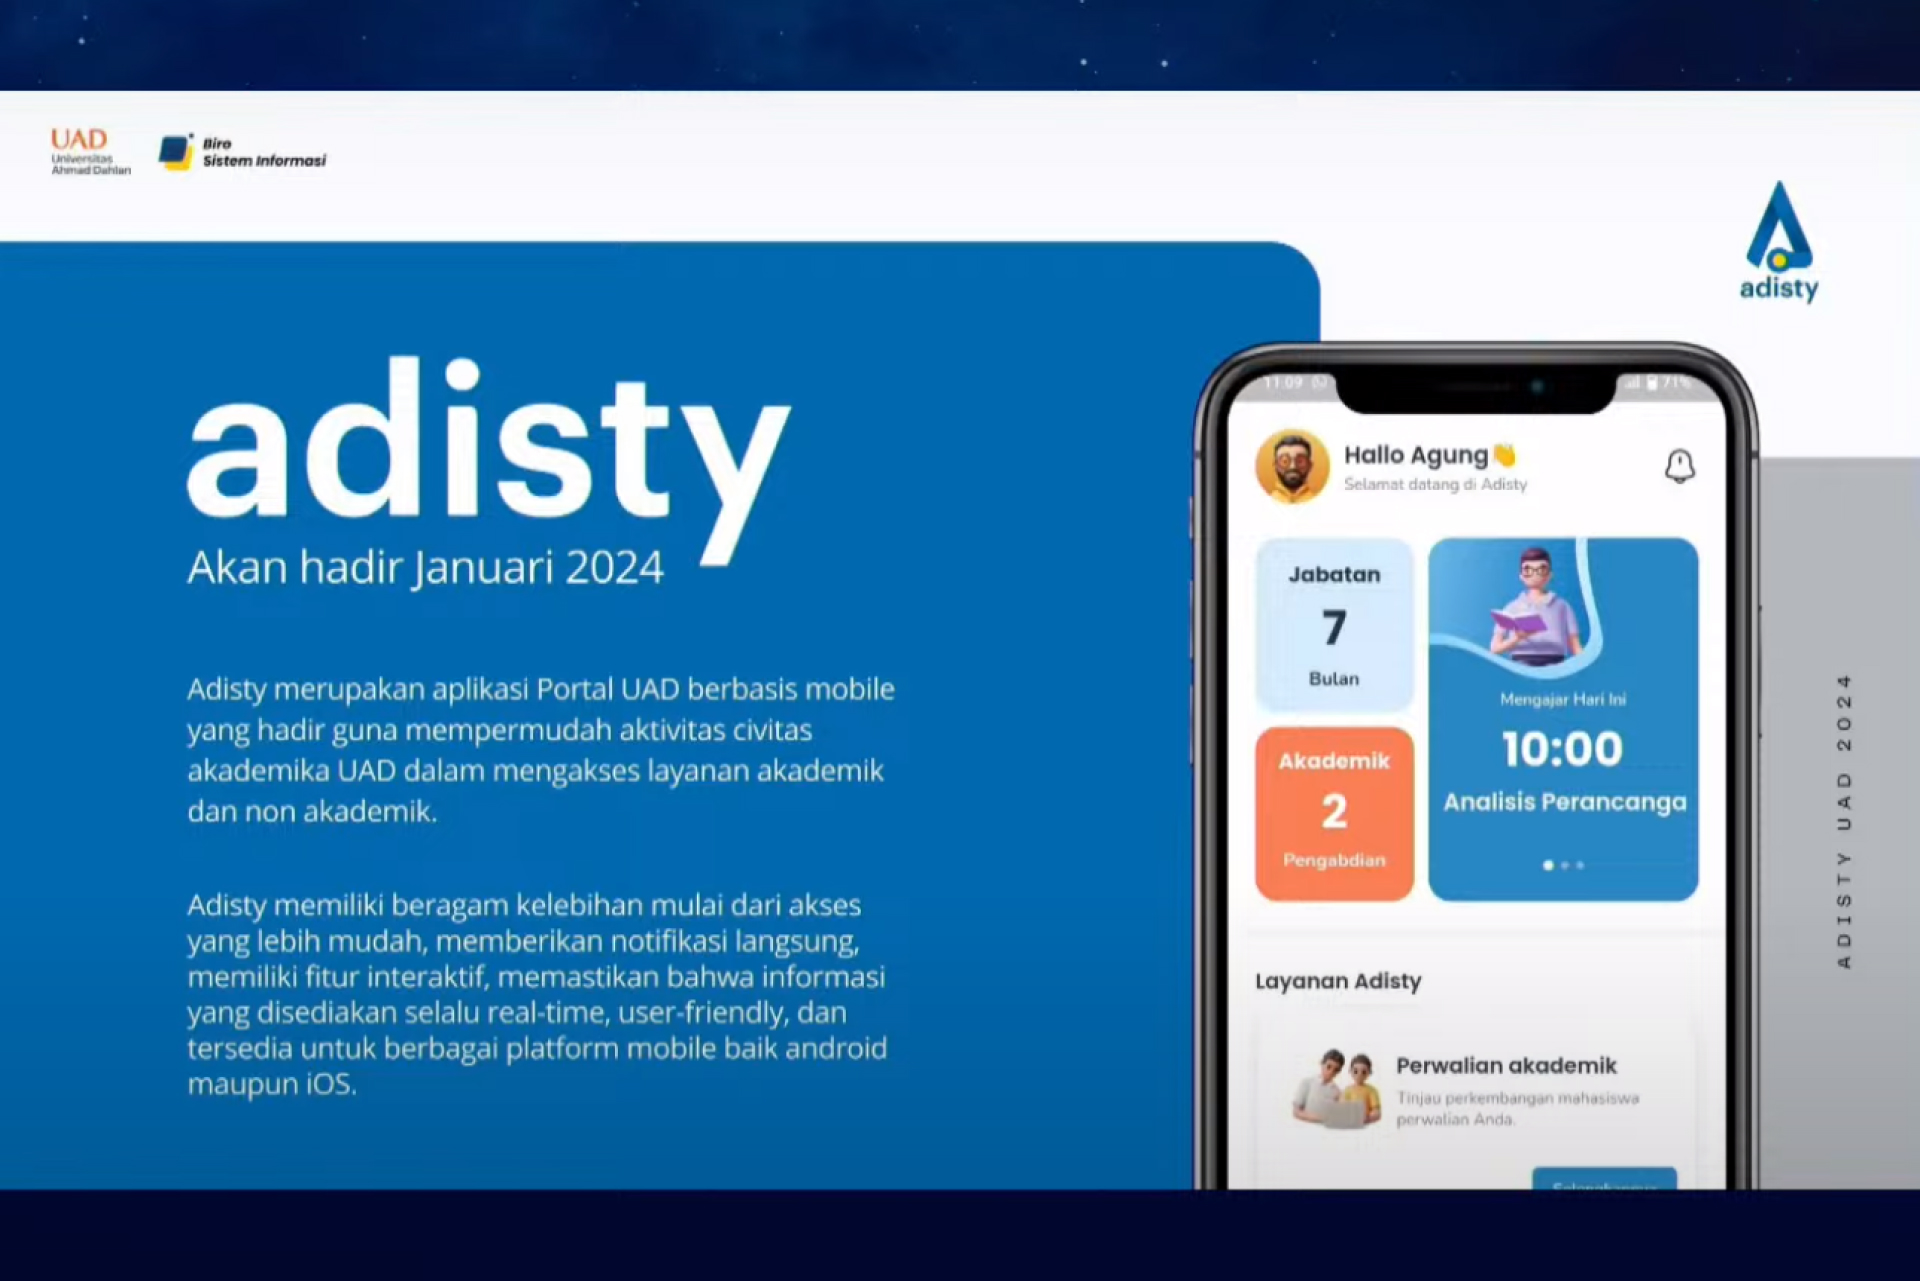 UAD
Universitas
Ahmad Dahlan
Biro
Sistem Informasi
adisty
adisty
Akan hadir Januari 2024
Adisty merupakan aplikasi Portal UAD berbasis mobile
yang hadir guna mempermudah aktivitas civitas
akademika UAD dalam mengakses layanan akademik
dan non akademik.
Adisty memiliki beragam kelebihan mulai dari akses
yang lebih mudah, memberikan notifikasi langsung,
memiliki fitur interaktif, memastikan bahwa informasi
yang disediakan selalu real-time, user-friendly, dan
tersedia untuk berbagai platform mobile baik android
maupun iOS.
11.09
71%
Hallo Agung👋
Selamat datang di Adisty
Jabatan
7
Bulan
Akademik
2
Pengabdian
Mengajar Hari Ini
10:00
Analisis Perancanga
Layanan Adisty
Perwalian akademik
Tinjau perkembangan mahasiswa
perwalian Anda.
ADISTY UAD 2024